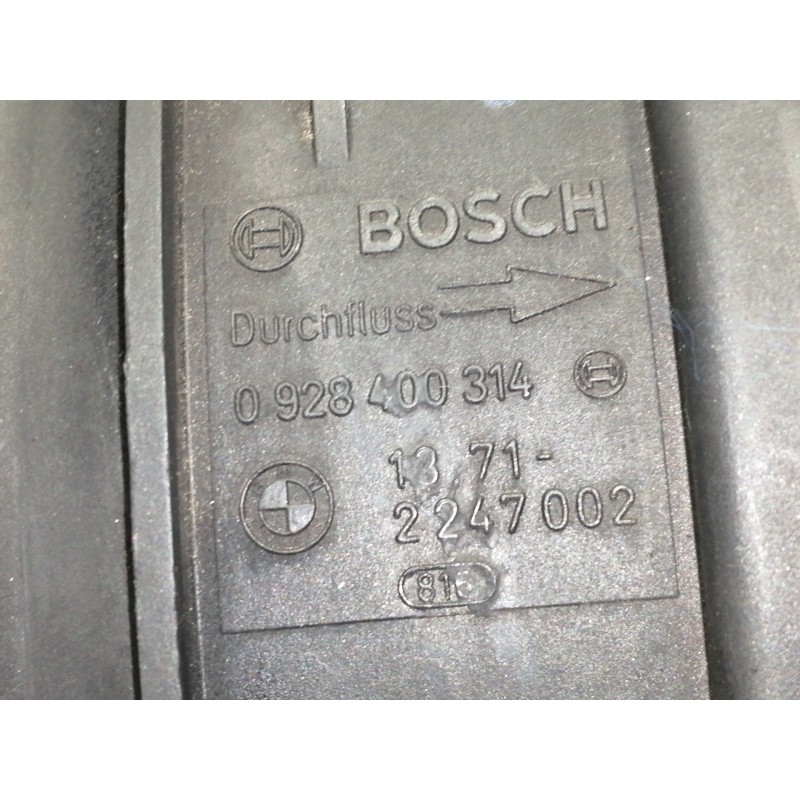 BOSCH
Durchfluss
0 928 400 314
13 71-
2 247 002